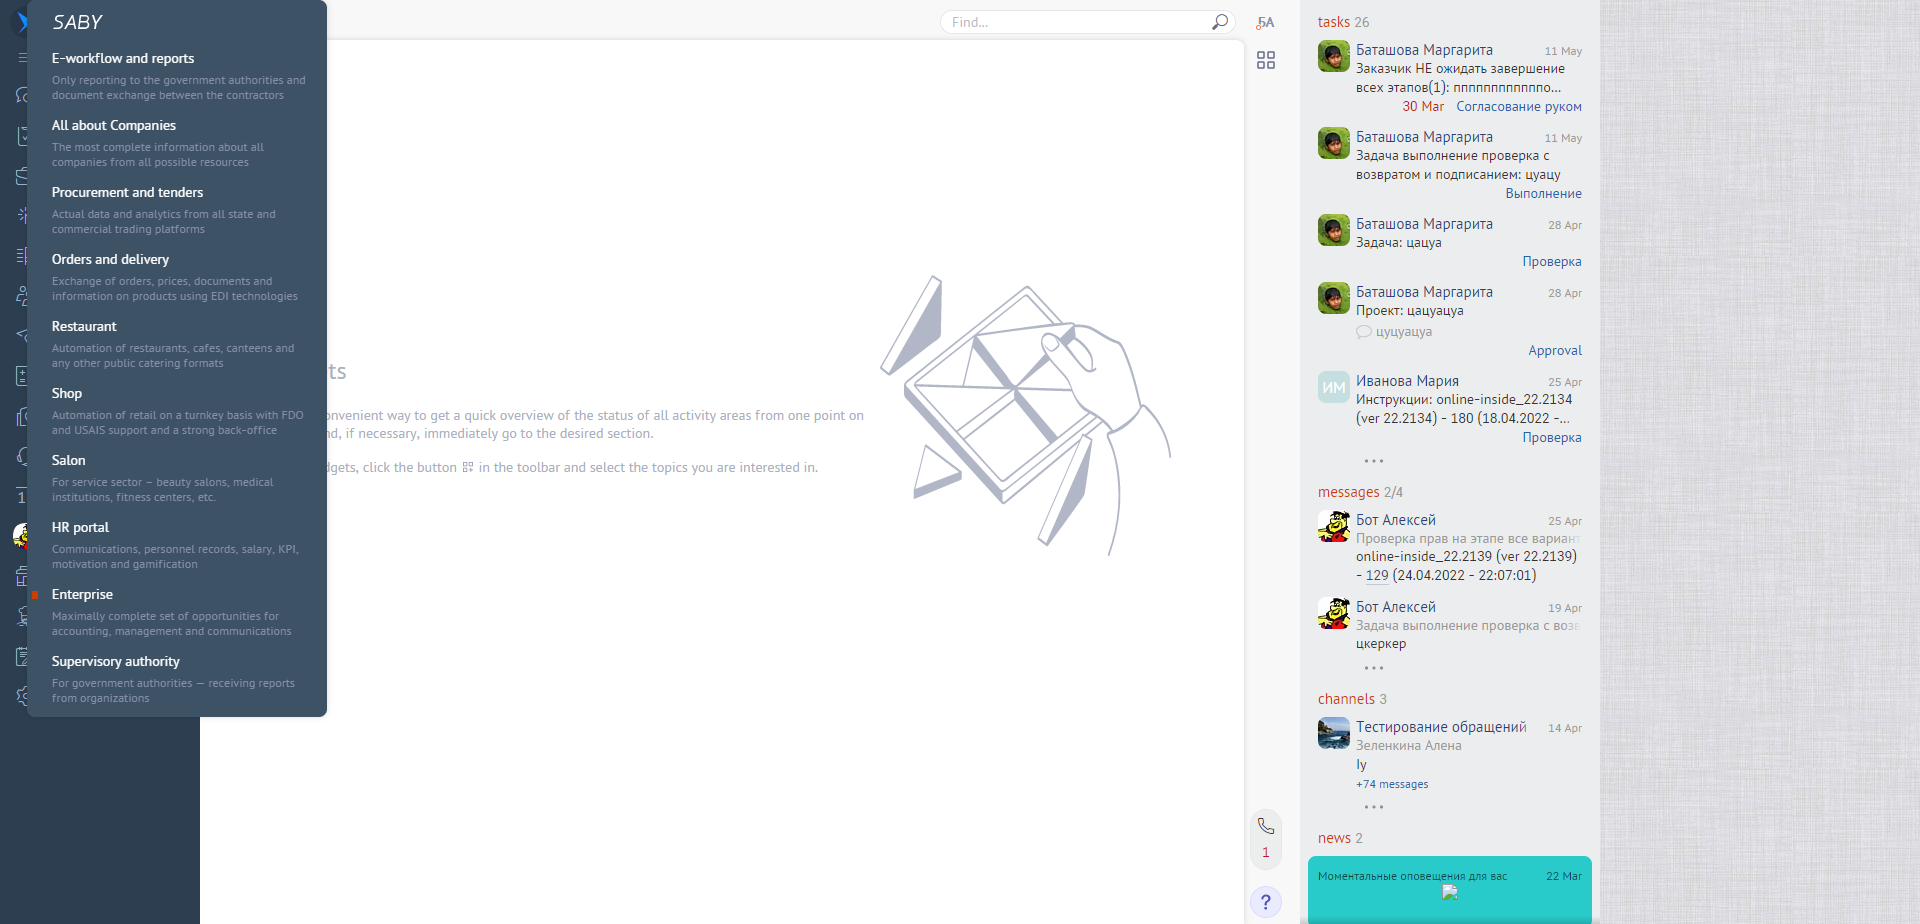 SABY
E-workflow and reports
Only reporting to the government authorities and
document exchange between the contractors
All about Companies
The most complete information about all
companies from all possible resources
Procurement and tenders
Actual data and analytics from all state and
commercial trading platforms
Orders and delivery
Exchange of orders, prices, documents and
information on products using EDI technologies
Restaurant
Automation of restaurants, cafes, canteens and
any other public catering formats
Shop
Automation of retail on a turnkey basis with FDO
and USAIS support and a strong back-office
Salon
For service sector – beauty salons, medical
institutions, fitness centers, etc.
HR portal
Communications, personnel records, salary, KPI,
motivation and gamification
Enterprise
Maximally complete set of opportunities for
accounting, management and communications
Supervisory authority
For government authorities — receiving reports
from organizations
1
Find...
БА
ts
onvenient way to get a quick overview of the status of all activity areas from one point on
nd, if necessary, immediately go to the desired section.
dgets, click the button in the toolbar and select the topics you are interested in.
1
?
tasks 26
Баташова Маргарита 11 May
Заказчик НЕ ожидать завершение
всех этапов(1): пппппппппппо...
30 Mar Согласование руком
Баташова Маргарита 11 May
Задача выполнение проверка с
возвратом и подписанием: цуацу
Выполнение
Баташова Маргарита 28 Apr
Задача: цацуа
Проверка
Баташова Маргарита 28 Apr
Проект: цацуацуа
цуцуацуа
Approval
ИМ
Иванова Мария 25 Apr
Инструкции: online-inside_22.2134
(ver 22.2134) - 180 (18.04.2022 -...
Проверка
messages 2/4
Бот Алексей 25 Apr
Проверка прав на этапе все вариант
online-inside_22.2139 (ver 22.2139)
- 129 (24.04.2022 - 22:07:01)
Бот Алексей 19 Apr
Задача выполнение проверка с возв
цкеркер
channels 3
Тестирование обращений 14 Apr
Зеленкина Алена
Iy
+74 messages
news 2
Моментальные оповещения для вас 22 Mar